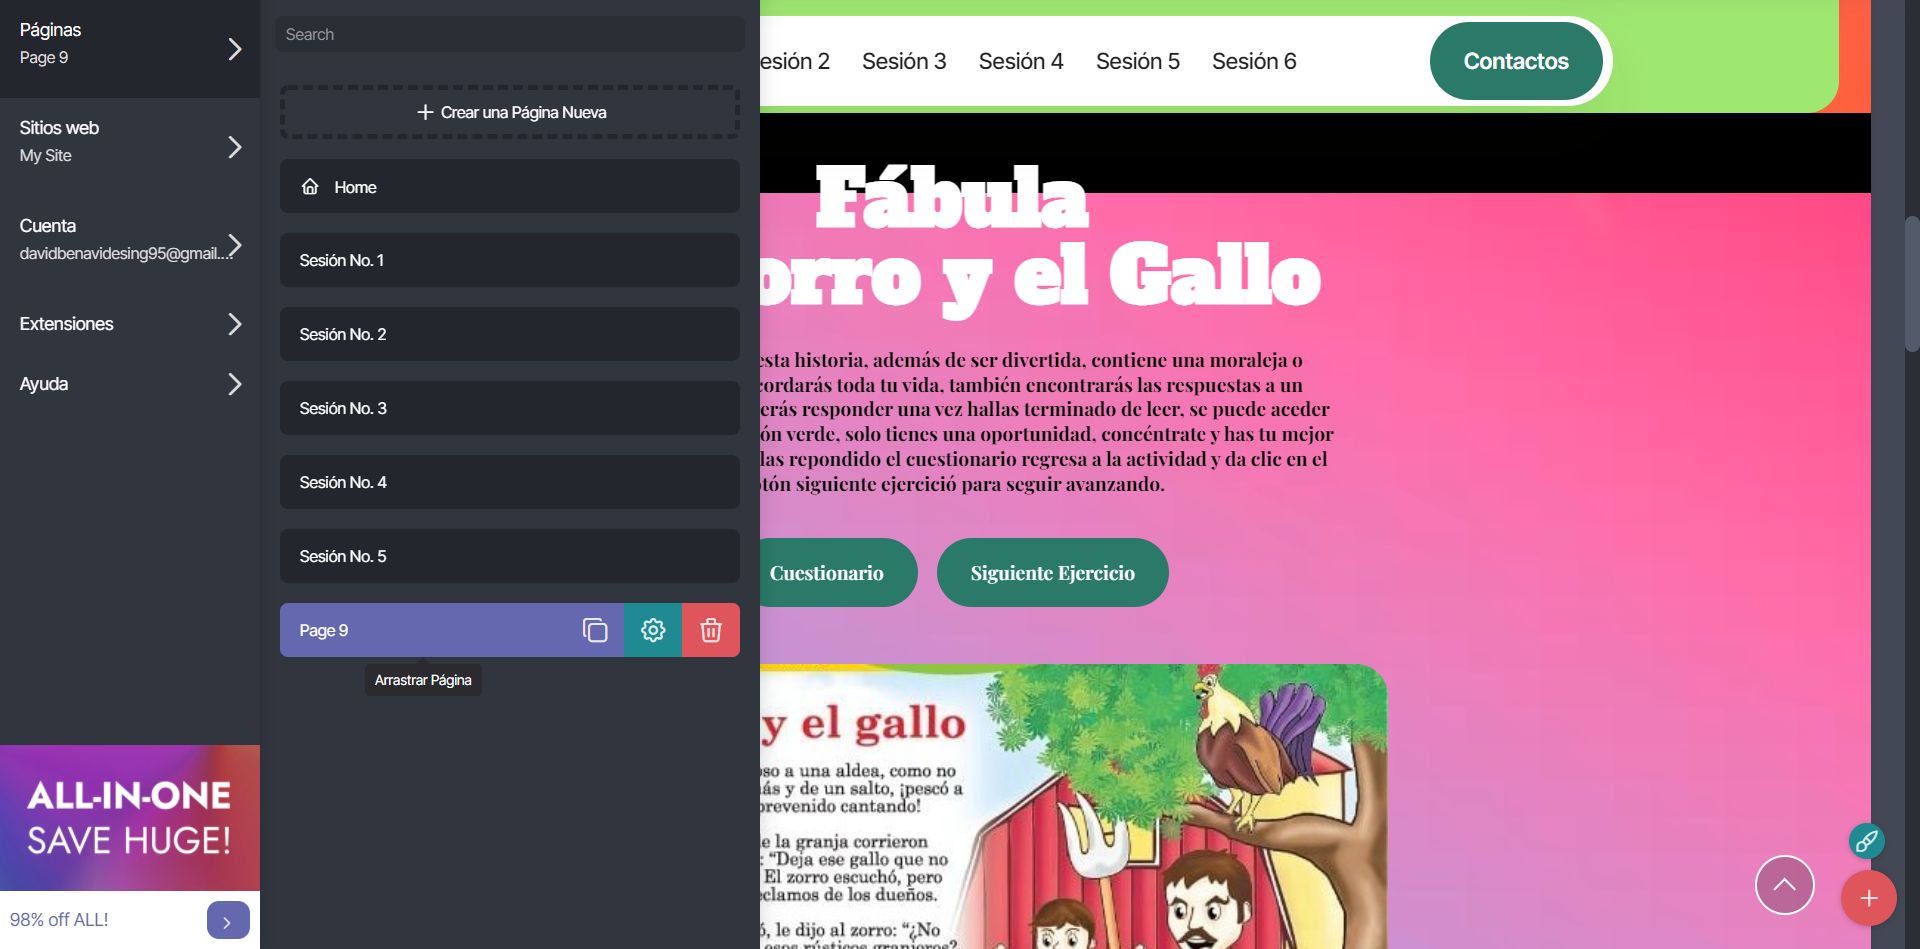 Páginas
Page 9
Sitios web
My Site
Cuenta
davidbenavidesing95@gmail....
Extensiones
Ayuda
ALL-IN-ONE
SAVE HUGE!
98% off ALL!
Search
Crear una Página Nueva
Home
Sesión No. 1
Sesión No. 2
Sesión No. 3
Sesión No. 4
Sesión No. 5
Page 9
Arrastrar Página
esión 2 Sesión 3 Sesión 4 Sesión 5 Sesión 6 Contactos
Fábula
orro y el Gallo
esta historia, además de ser divertida, contiene una moraleja o
cordarás toda tu vida, también encontrarás las respuestas a un
erás responder una vez hallas terminado de leer, se puede aceder
ón verde, solo tienes una oportunidad, concéntrate y has tu mejor
las repondido el cuestionario regresa a la actividad y da clic en el
tón siguiente ejercició para seguir avanzando.
Cuestionario Siguiente Ejercicio
y el gallo
so a una aldea, como no
ás y de un salto, ¡pescó a
prevenido cantando!
e la granja corrieron
: “Deja ese gallo que no
El zorro escuchó, pero
clamos de los dueños.
ó, le dijo al zorro: “¿No
esos rústicos granjeros?